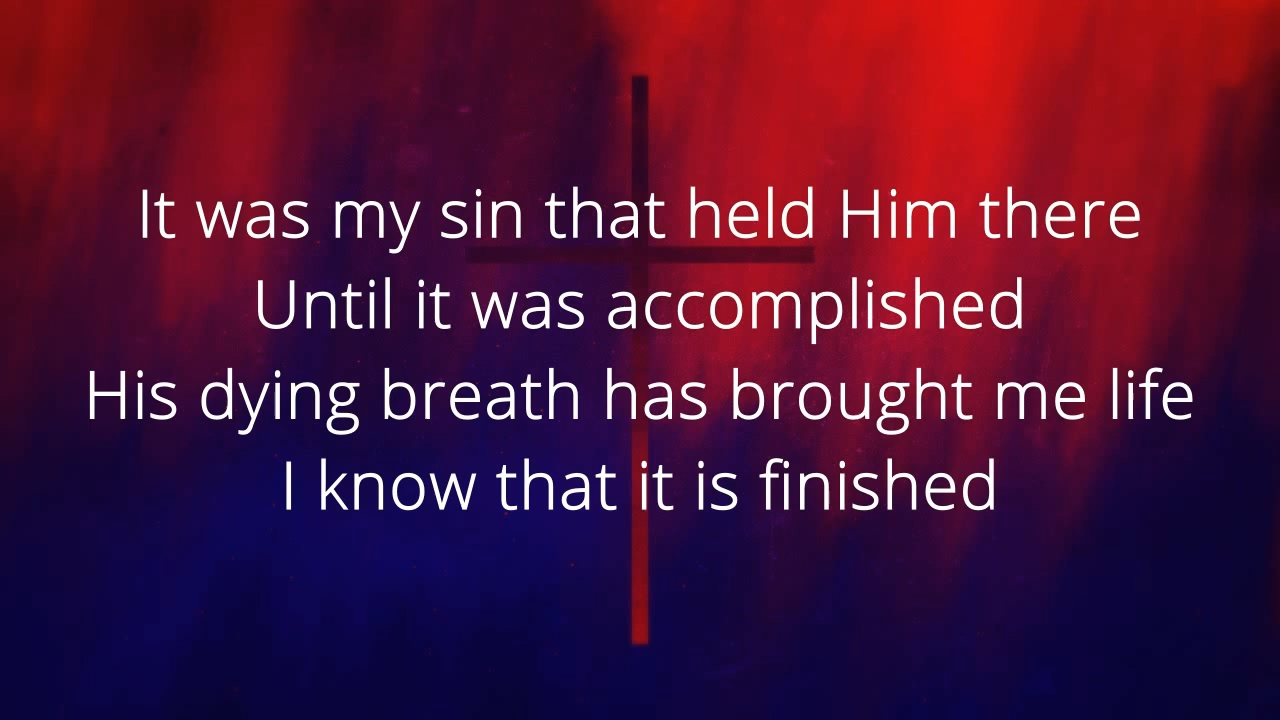 It was my sin that held Him there
Until it was accomplished
His dying breath has brought me life
I know that it is finished